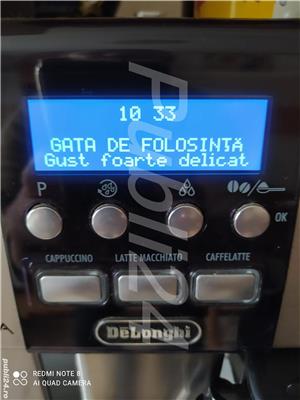 10 33
GATA DE FOLOSINTĂ
Gust foarte delicat
P
OK
CAPPUCCINO
LATTE MACCHIATO
CAFFELATTE
DeLonghi
REDMI NOTE 8
AI QUAD CAMERA
publi24.ro
Publi24